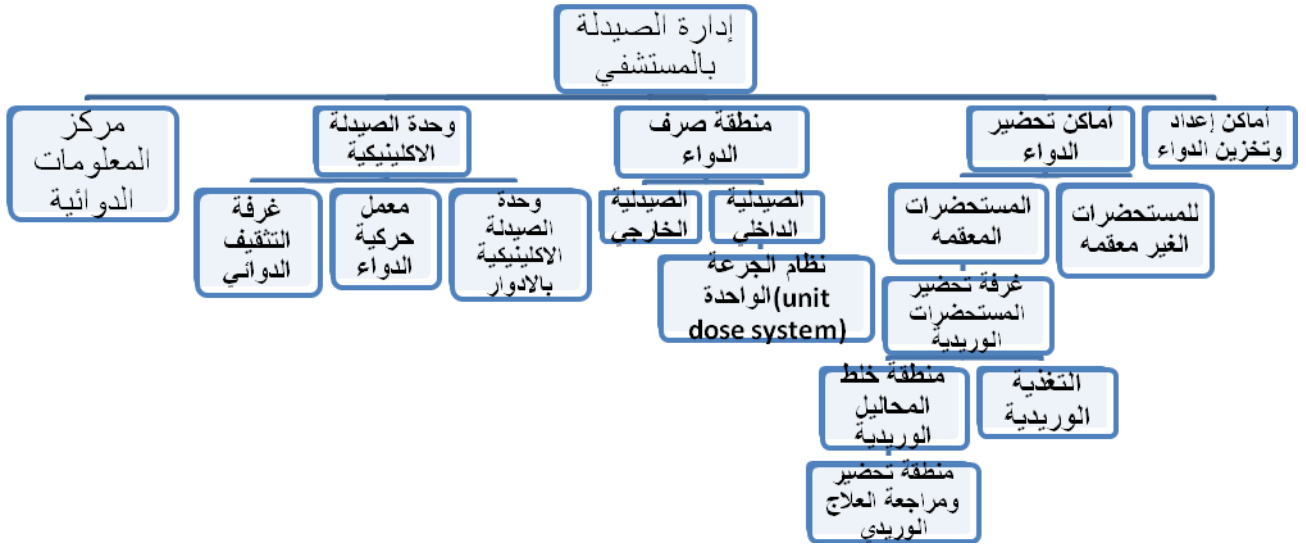 إدارة الصيدلة
بالمستشفي
أماكن إعداد
وتخزين الدواء
أماكن تحضير
الدواء
منطقة صرف
الدواء
وحدة الصيدلة
الاكلينيكية
مركز
المعلومات
الدوائية
للمستحضرات
الغير معقمه
المستحضرات
المعقمه
الصيدلية
الداخلي
الصيدلية
الخارجي
وحدة
الصيدلة
الاكلينيكية
بالادوار
معمل
حركية
الدواء
غرفة
التثقيف
الدوائي
نظام الجرعة
الواحدة(unit
dose system)
غرفة تحضير
المستحضرات
الوريدية
التغذية
الوريدية
منطقة خلط
المحاليل
الوريدية
منطقة تحضير
ومراجعة العلاج
الوريدي